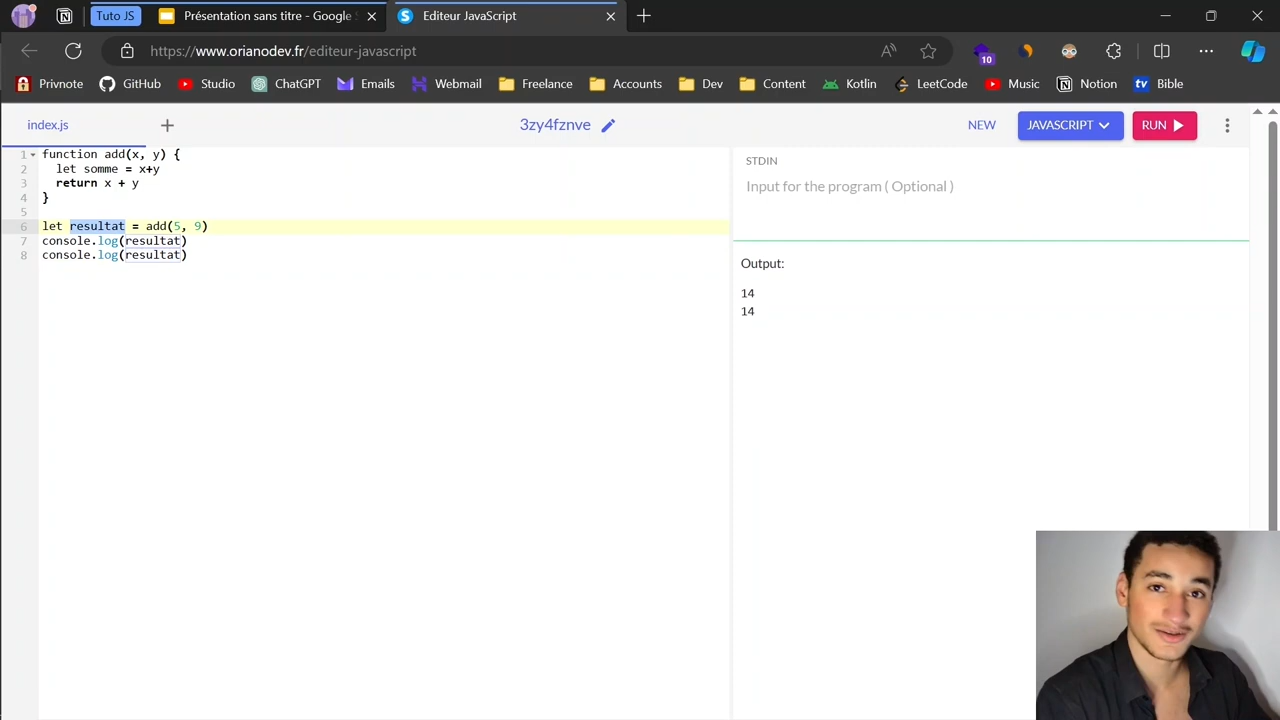 Tuto JS
Présentation sans titre - Google S
Editeur JavaScript
https://www.orianodev.fr/editeur-javascript
10
Privnote
GitHub
Studio
ChatGPT
Emails
Webmail
Freelance
Accounts
Dev
Content
Kotlin
LeetCode
Music
Notion
tv Bible
index.js
3zy4fznve
NEW
JAVASCRIPT
RUN
1 function add(x, y) {
2 let somme = x+y
3 return x + y
4 }
5
6 let resultat = add(5, 9)
7 console.log(resultat)
8 console.log(resultat)
STDIN
Input for the program ( Optional )
Output:
14
14